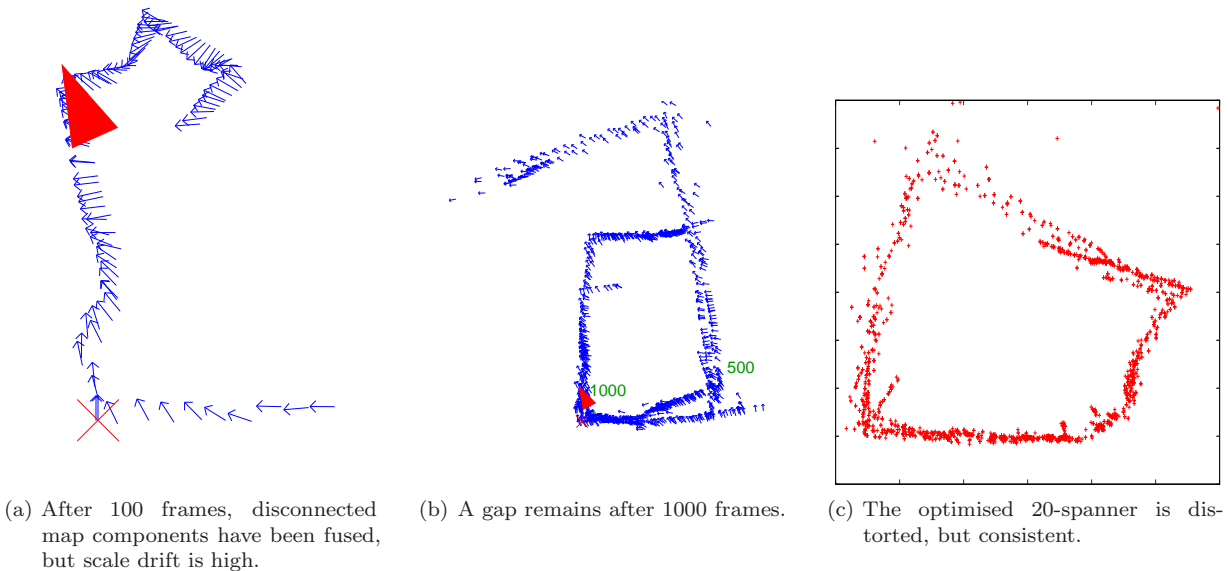 500
1000
(a) After 100 frames, disconnected
map components have been fused,
but scale drift is high.
(b) A gap remains after 1000 frames.
(c) The optimised 20-spanner is dis-
torted, but consistent.